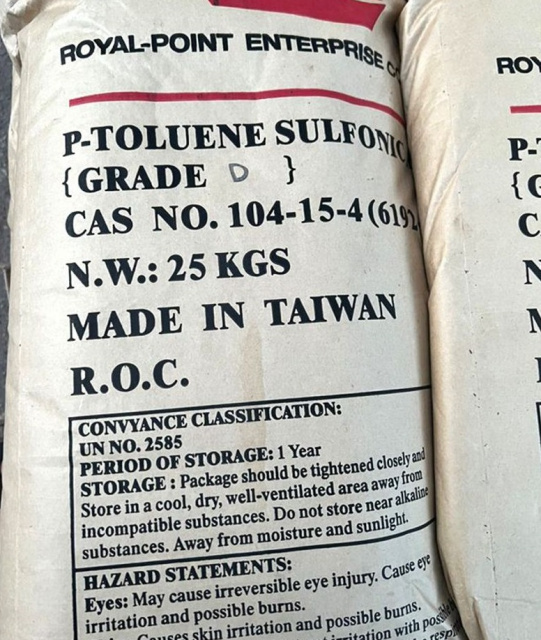 ROYAL-POINT ENTERPRISE
P-TOLUENE SULFONIC
{GRADE D }
CAS NO. 104-15-4 (6192
N.W.: 25 KGS
MADE IN TAIWAN
R.O.C.
CONVYANCE CLASSIFICATION:
UN NO. 2585
PERIOD OF STORAGE: 1 Year
STORAGE : Package should be tightened closely and
Store in a cool, dry, well-ventilated area away from
incompatible substances. Do not store near alkaline
substances. Away from moisture and sunlight.
HAZARD STATEMENTS:
Eyes: May cause irreversible eye injury. Cause eye
irritation and possible burns.
Causes skin irritation and possible burns.
irritation with
ROY
P-
{
C
N